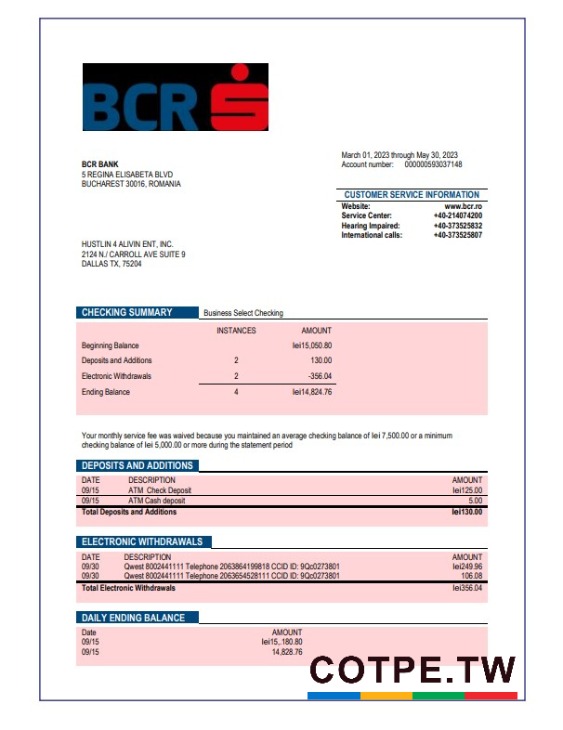 BCR
BCR BANK
5 REGINA ELISABETA BLVD
BUCHAREST 30016, ROMANIA
March 01, 2023 through May 30, 2023
Account number: 000000593037148
CUSTOMER SERVICE INFORMATION
Website: www.bcr.ro
Service Center: +40-214074200
Hearing Impaired: +40-373525832
International calls: +40-373525807
HUSTLIN 4 ALIVIN ENT, INC.
2124 N./ CARROLL AVE SUITE 9
DALLAS TX, 75204
CHECKING SUMMARY Business Select Checking
INSTANCES AMOUNT
Beginning Balance lei15,050.80
Deposits and Additions 2 130.00
Electronic Withdrawals 2 -356.04
Ending Balance 4 lei14,824.76
Your monthly service fee was waived because you maintained an average checking balance of lei 7,500.00 or a minimum
checking balance of lei 5,000.00 or more during the statement period
DEPOSITS AND ADDITIONS
DATE DESCRIPTION AMOUNT
09/15 ATM Check Deposit lei125.00
09/15 ATM Cash deposit 5.00
Total Deposits and Additions lei130.00
ELECTRONIC WITHDRAWALS
DATE DESCRIPTION AMOUNT
09/30 Qwest 8002441111 Telephone 2063864199818 CCID ID: 9Qc0273801 lei249.96
09/30 Qwest 8002441111 Telephone 2063654528111 CCID ID: 9Qc0273801 106.08
Total Electronic Withdrawals lei356.04
DAILY ENDING BALANCE
Date AMOUNT
09/15 lei15,.180.80
09/15 14,828.76
COTPE.TW